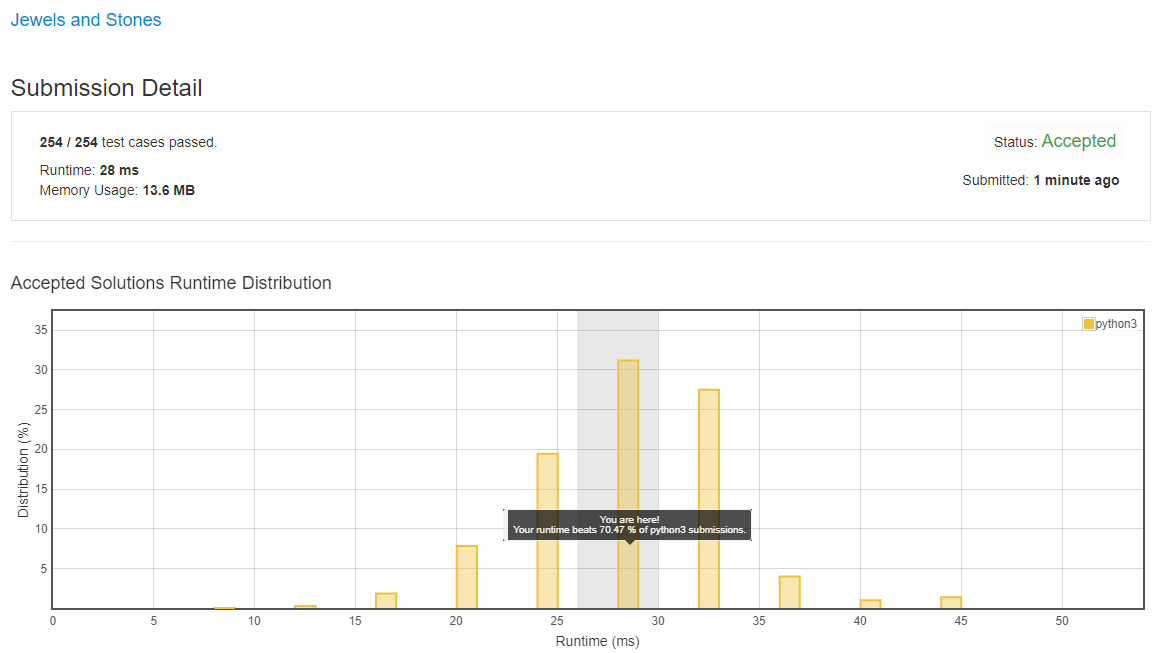 Jewels and Stones
Submission Detail
254 / 254 test cases passed.
Status: Accepted
Runtime: 28 ms
Memory Usage: 13.6 MB
Submitted: 1 minute ago
Accepted Solutions Runtime Distribution
python3
35
30
25
20
15
10
5
Distribution (%)
You are here!
Your runtime beats 70.47 % of python3 submissions.
0 5 10 15 20 25 30 35 40 45 50
Runtime (ms)